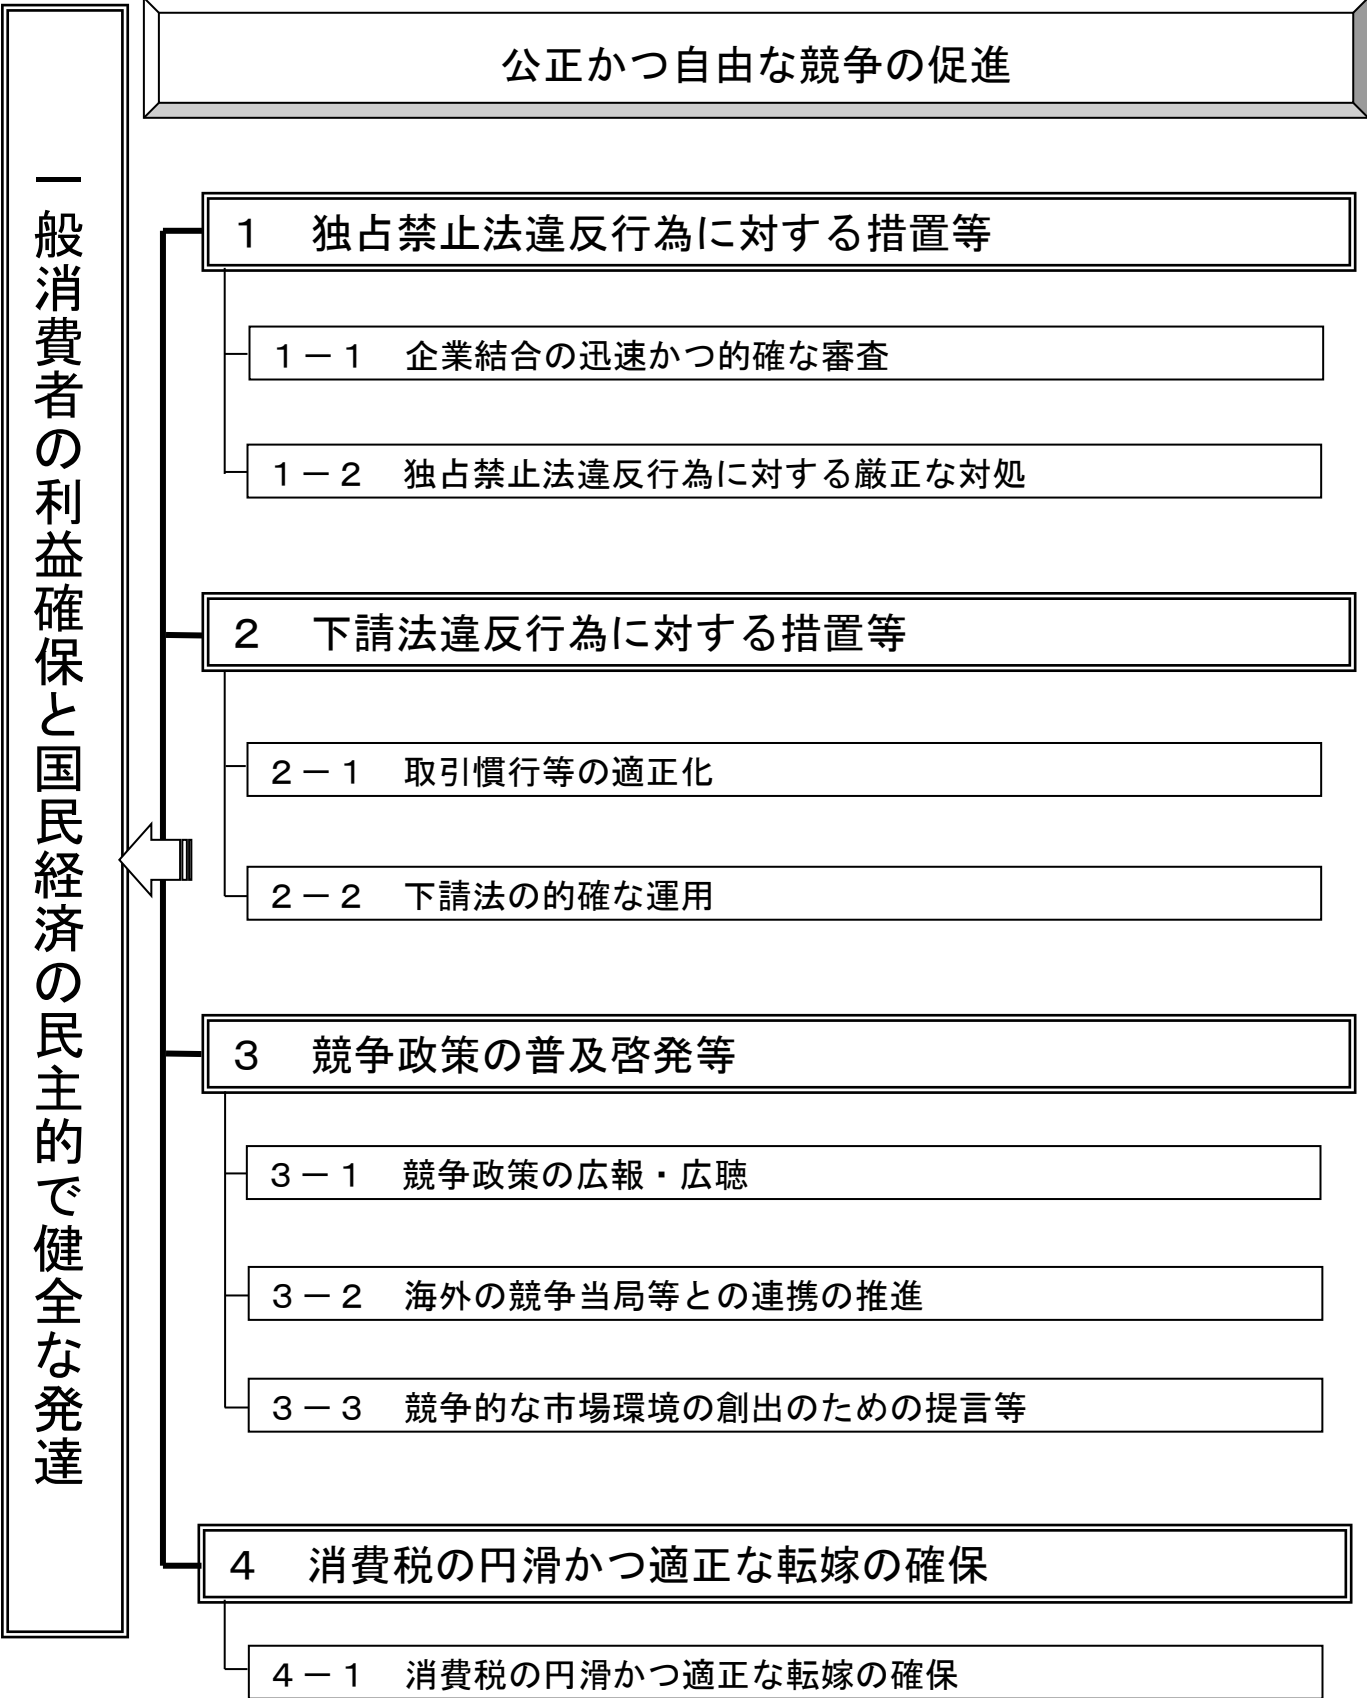 公正かつ自由な競争の促進
一般消費者の利益確保と国民経済の民主的で健全な発達
１　独占禁止法違反行為に対する措置等
１－１　企業結合の迅速かつ的確な審査
１－２　独占禁止法違反行為に対する厳正な対処
２　下請法違反行為に対する措置等
２－１　取引慣行等の適正化
２－２　下請法の的確な運用
３　競争政策の普及啓発等
３－１　競争政策の広報・広聴
３－２　海外の競争当局等との連携の推進
３－３　競争的な市場環境の創出のための提言等
４　消費税の円滑かつ適正な転嫁の確保
４－１　消費税の円滑かつ適正な転嫁の確保